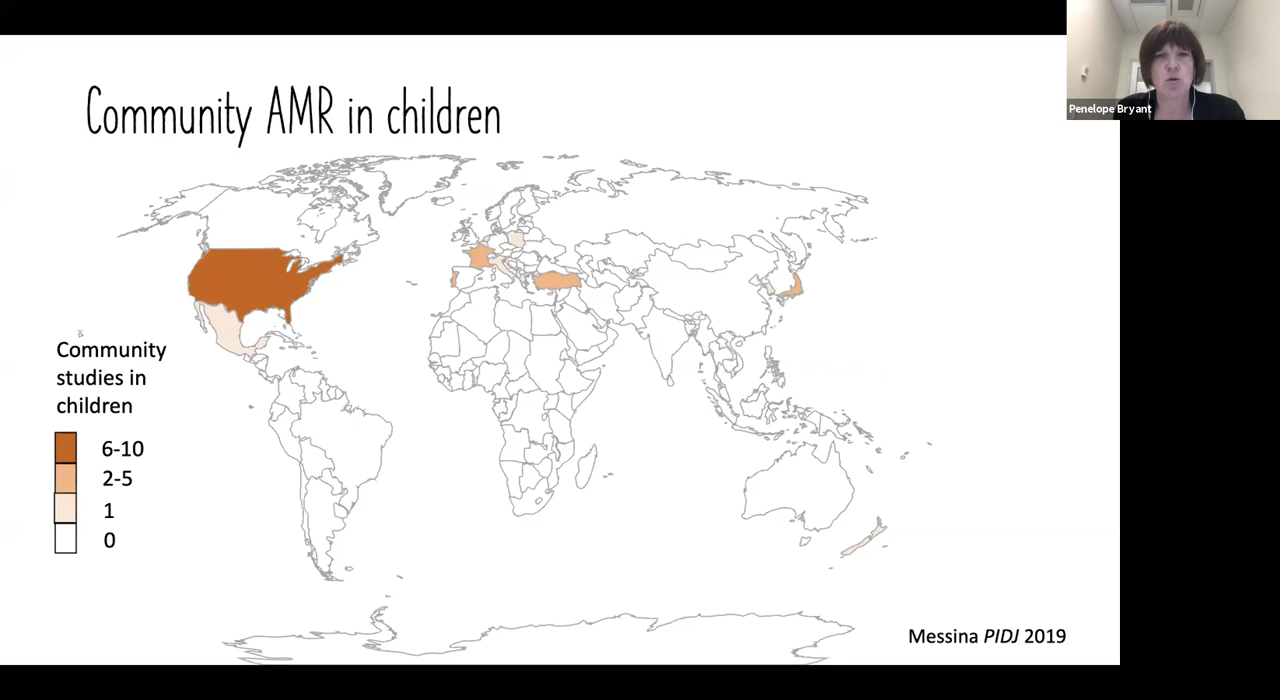 Penelope Bryant
Community AMR in children
Community
studies in
children
6-10
2-5
1
0
Messina PIDJ 2019